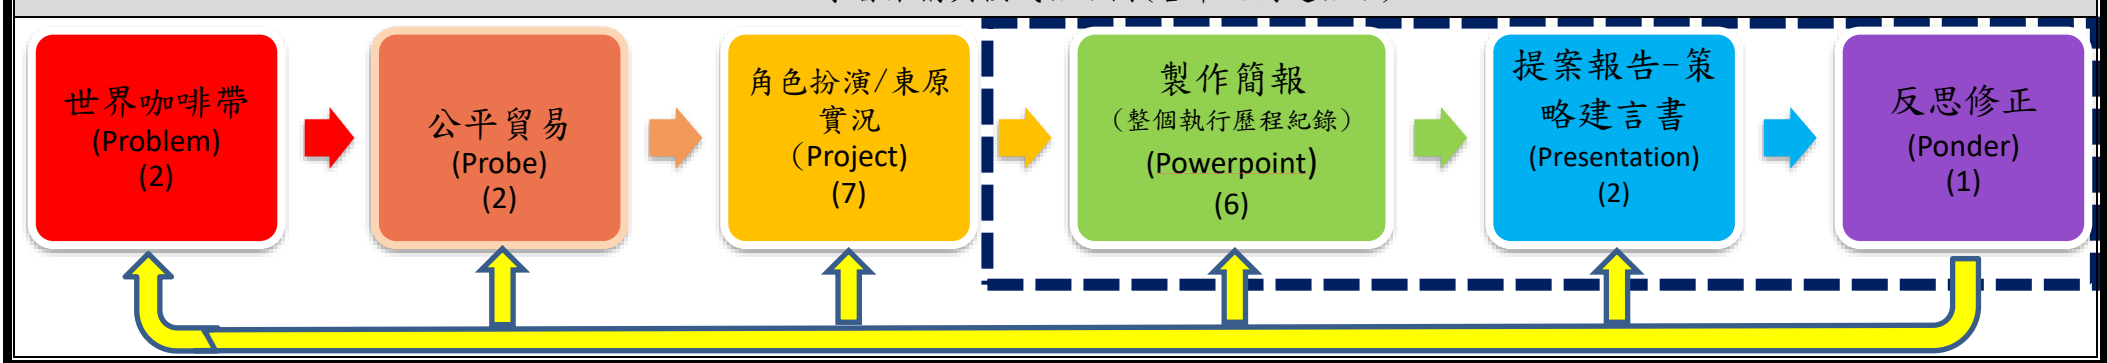 世界咖啡帶
(Problem)
(2)
公平貿易
(Probe)
(2)
角色扮演/東原
實況
（Project)
(7)
製作簡報
（整個執行歷程紀錄）
(Powerpoint)
(6)
提案報告-策
略建言書
(Presentation)
(2)
反思修正
(Ponder)
(1)